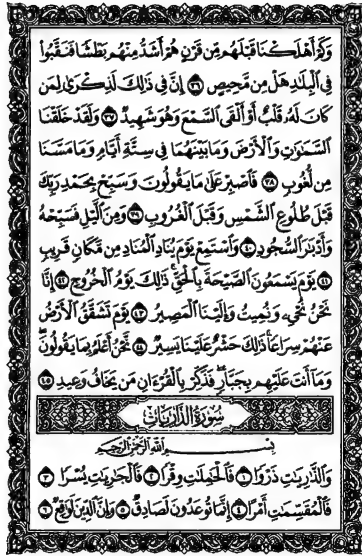 وَكَمْ أَهْلَكْنَا قَبْلَهُم مِّن قَرْنٍ هُمْ أَشَدُّ مِنْهُم بَطْشًا فَنَقَّبُوا۟
فِى ٱلْبِلَٰدِ هَلْ مِن مَّحِيصٍ ٣٦ إِنَّ فِى ذَٰلِكَ لَذِكْرَىٰ لِمَن
كَانَ لَهُۥ قَلْبٌ أَوْ أَلْقَى ٱلسَّمْعَ وَهُوَ شَهِيدٌ ٣٧ وَلَقَدْ خَلَقْنَا
ٱلسَّمَٰوَٰتِ وَٱلْأَرْضَ وَمَا بَيْنَهُمَا فِى سِتَّةِ أَيَّامٍ وَمَا مَسَّنَا
مِن لُّغُوبٍ ٣٨ فَٱصْبِرْ عَلَىٰ مَا يَقُولُونَ وَسَبِّحْ بِحَمْدِ رَبِّكَ
قَبْلَ طُلُوعِ ٱلشَّمْسِ وَقَبْلَ ٱلْغُرُوبِ ٣٩ وَمِنَ ٱلَّيْلِ فَسَبِّحْهُ
وَأَدْبَٰرَ ٱلسُّجُودِ ٤٠ وَٱسْتَمِعْ يَوْمَ يُنَادِ ٱلْمُنَادِ مِن مَّكَانٍ قَرِيبٍ
٤١ يَوْمَ يَسْمَعُونَ ٱلصَّيْحَةَ بِٱلْحَقِّ ذَٰلِكَ يَوْمُ ٱلْخُرُوجِ ٤٢ إِنَّا
نَحْنُ نُحْىِۦ وَنُمِيتُ وَإِلَيْنَا ٱلْمَصِيرُ ٤٣ يَوْمَ تَشَقَّقُ ٱلْأَرْضُ
عَنْهُمْ سِرَاعًا ذَٰلِكَ حَشْرٌ عَلَيْنَا يَسِيرٌ ٤٤ نَّحْنُ أَعْلَمُ بِمَا يَقُولُونَ
وَمَآ أَنتَ عَلَيْهِم بِجَبَّارٍ فَذَكِّرْ بِٱلْقُرْءَانِ مَن يَخَافُ وَعِيدِ ٤٥
سُورَةُ الذَّارِيَاتِ
بِسْمِ ٱللَّهِ ٱلرَّحْمَٰنِ ٱلرَّحِيمِ
وَٱلذَّٰرِيَٰتِ ذَرْوًا ١ فَٱلْحَٰمِلَٰتِ وِقْرًا ٢ فَٱلْجَٰرِيَٰتِ يُسْرًا ٣
فَٱلْمُقَسِّمَٰتِ أَمْرًا ٤ إِنَّمَا تُوعَدُونَ لَصَادِقٌ ٥ وَإِنَّ ٱلدِّينَ لَوَٰقِعٌ ٦